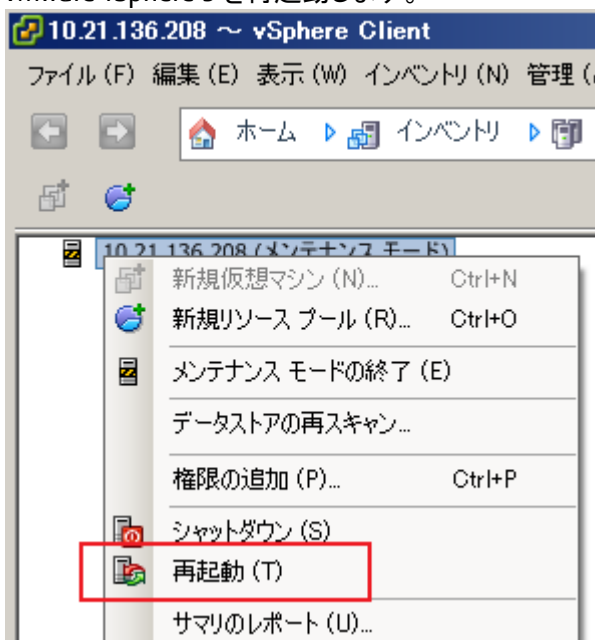 10.21.136.208 ～ vSphere Client
ファイル (F) 編集 (E) 表示 (W) インベントリ (N) 管理 (
ホーム インベントリ
10.21.136.208 (メンテナンス モード)
新規仮想マシン (N)... Ctrl+N
新規リソース プール (R)... Ctrl+O
メンテナンス モードの終了 (E)
データストアの再スキャン...
権限の追加 (P)... Ctrl+P
シャットダウン (S)
再起動 (T)
サマリのレポート (U)...